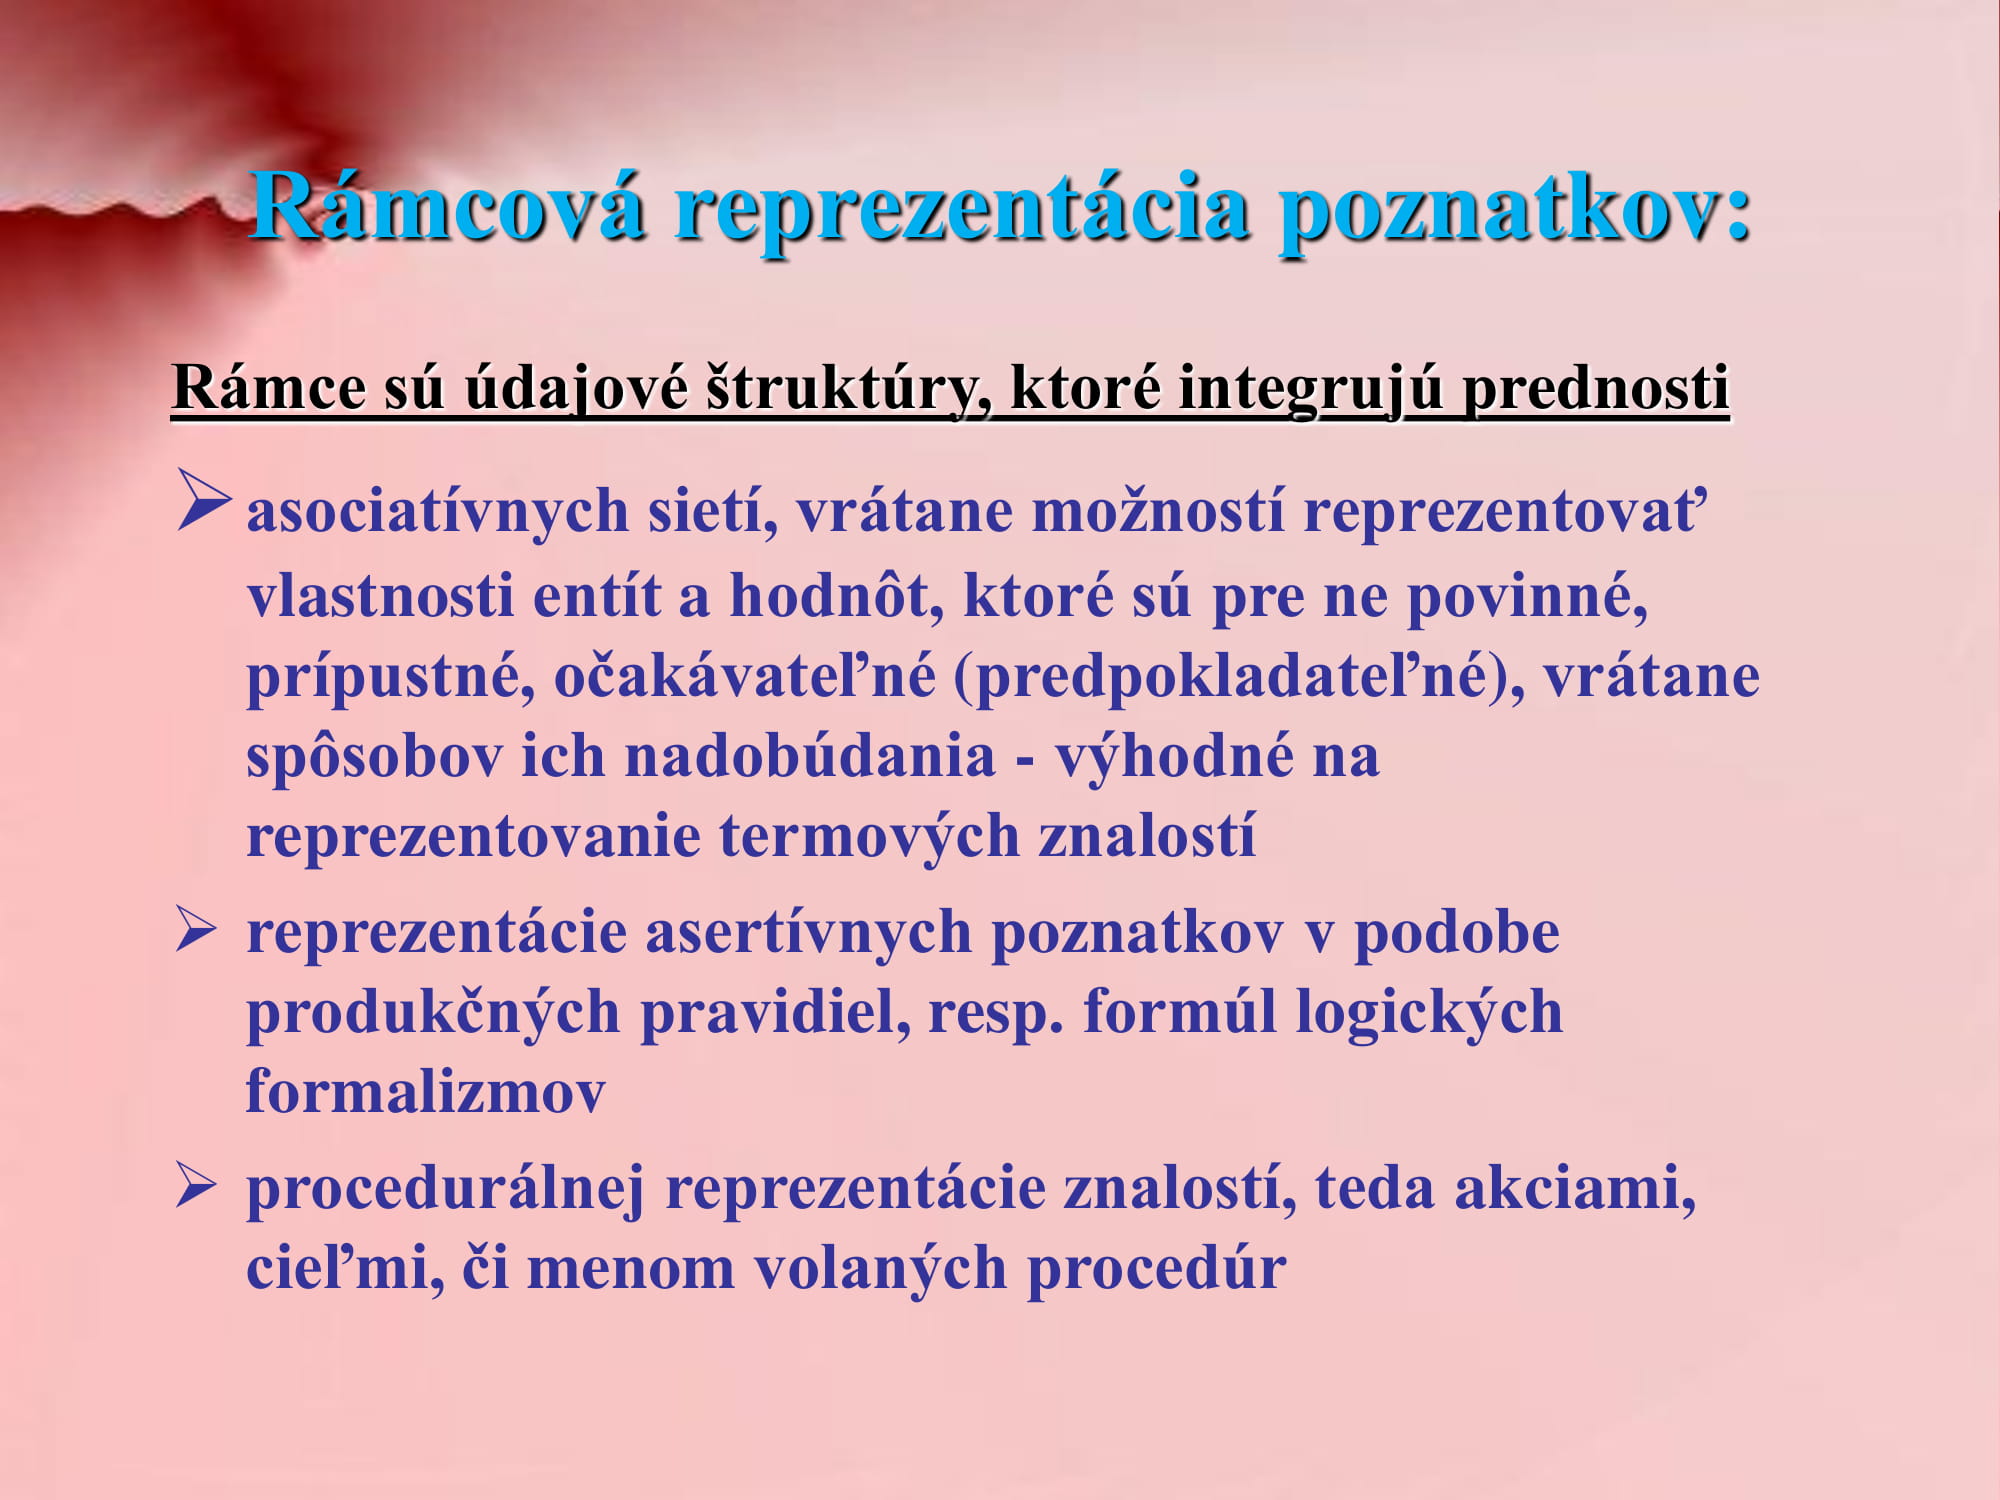 Rámcová reprezentácia poznatkov:
Rámce sú údajové štruktúry, ktoré integrujú prednosti
➢ asociatívnych sietí, vrátane možností reprezentovať
vlastnosti entít a hodnôt, ktoré sú pre ne povinné,
prípustné, očakávateľné (predpokladateľné), vrátane
spôsobov ich nadobúdania - výhodné na
reprezentovanie termových znalostí
➢ reprezentácie asertívnych poznatkov v podobe
produkčných pravidiel, resp. formúl logických
formalizmov
➢ procedurálnej reprezentácie znalostí, teda akciami,
cieľmi, či menom volaných procedúr